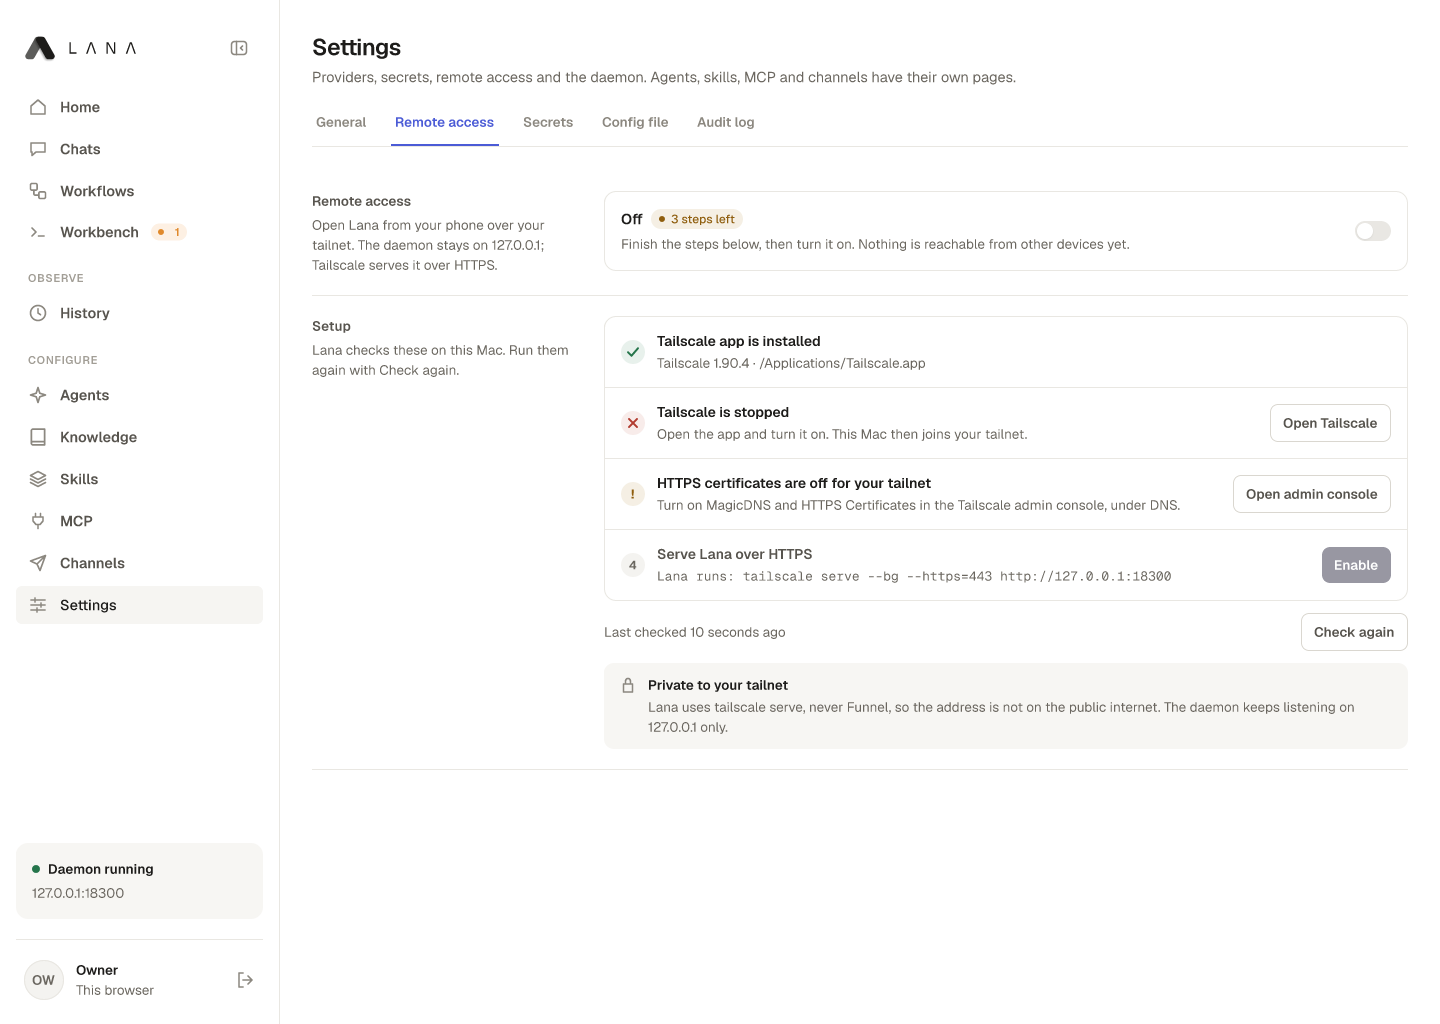 LANA
Home
Chats
Workflows
Workbench 1
OBSERVE
History
CONFIGURE
Agents
Knowledge
Skills
MCP
Channels
Settings
Daemon running
127.0.0.1:18300
OW
Owner
This browser
Settings
Providers, secrets, remote access and the daemon. Agents, skills, MCP and channels have their own pages.
General Remote access Secrets Config file Audit log
Remote access
Open Lana from your phone over your
tailnet. The daemon stays on 127.0.0.1;
Tailscale serves it over HTTPS.
Off 3 steps left
Finish the steps below, then turn it on. Nothing is reachable from other devices yet.
Setup
Lana checks these on this Mac. Run them
again with Check again.
Tailscale app is installed
Tailscale 1.90.4 · /Applications/Tailscale.app
Tailscale is stopped
Open the app and turn it on. This Mac then joins your tailnet.
Open Tailscale
!
HTTPS certificates are off for your tailnet
Turn on MagicDNS and HTTPS Certificates in the Tailscale admin console, under DNS.
Open admin console
4
Serve Lana over HTTPS
Lana runs: tailscale serve --bg --https=443 http://127.0.0.1:18300
Enable
Last checked 10 seconds ago
Check again
Private to your tailnet
Lana uses tailscale serve, never Funnel, so the address is not on the public internet. The daemon keeps listening on
127.0.0.1 only.